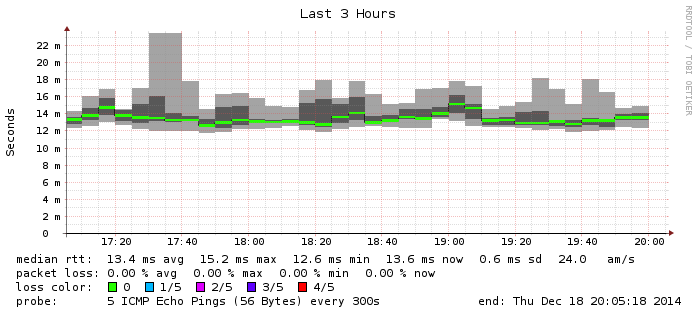 Last 3 Hours
RRDTOOL / TOBI OETIKER
Seconds
22 m
20 m
18 m
16 m
14 m
12 m
10 m
8 m
6 m
4 m
2 m
0
17:20 17:40 18:00 18:20 18:40 19:00 19:20 19:40 20:00
median rtt: 13.4 ms avg 15.2 ms max 12.6 ms min 13.6 ms now 0.6 ms sd 24.0 am/s
packet loss: 0.00 % avg 0.00 % max 0.00 % min 0.00 % now
loss color: 0 1/5 2/5 3/5 4/5
probe: 5 ICMP Echo Pings (56 Bytes) every 300s end: Thu Dec 18 20:05:18 2014